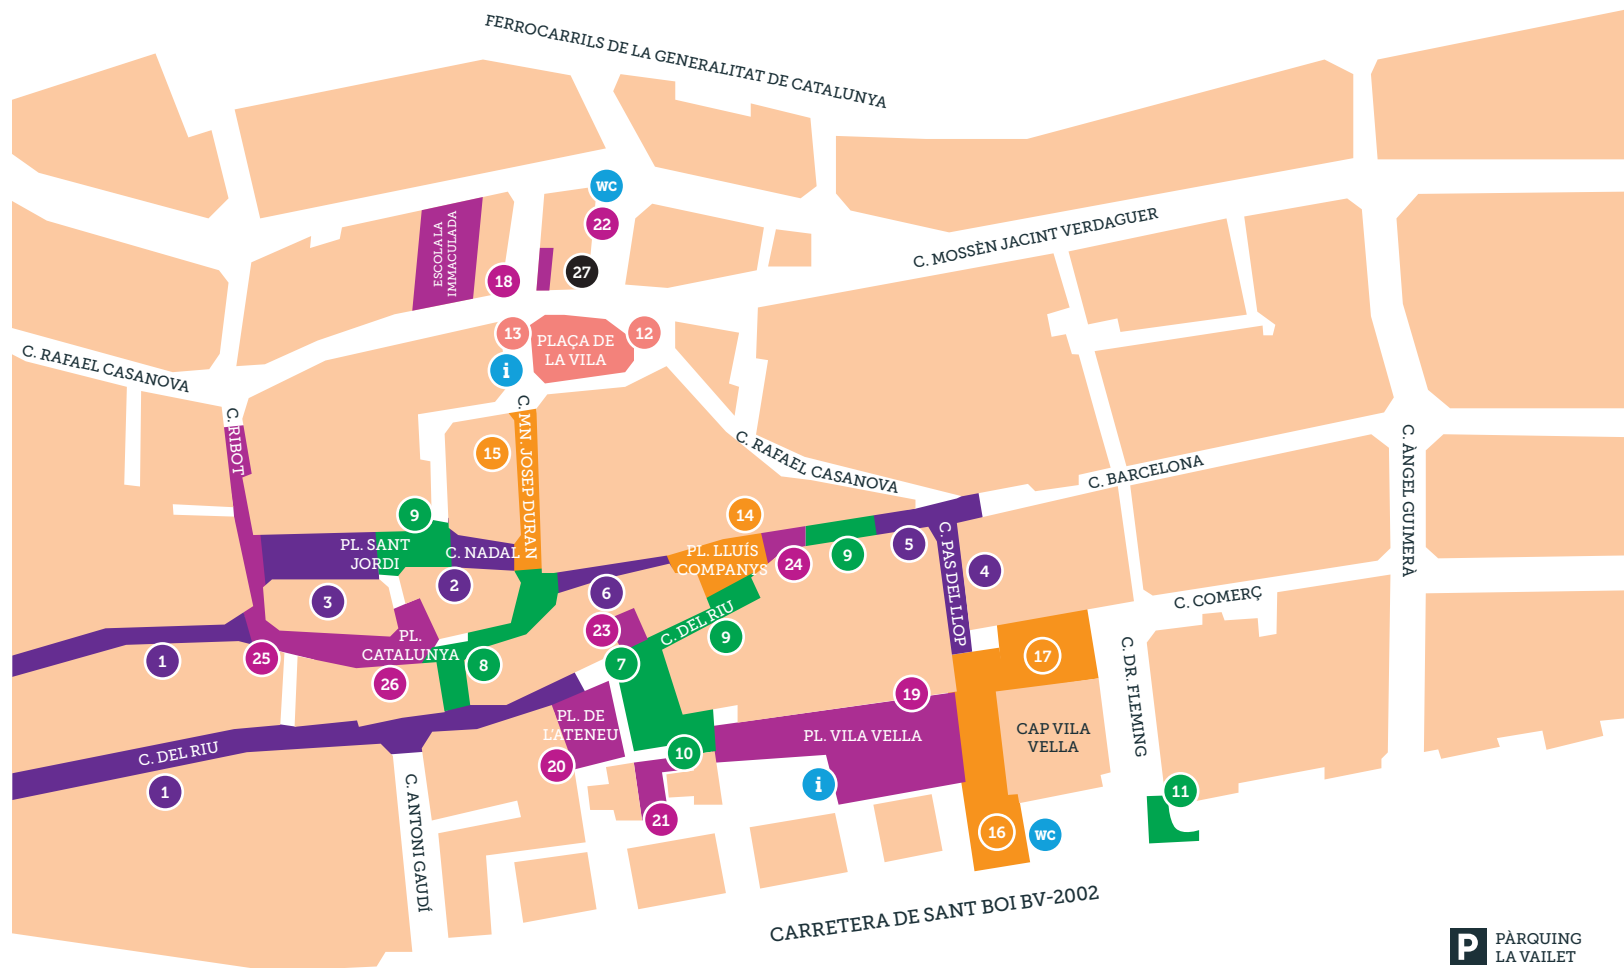 FERROCARRILS DE LA GENERALITAT DE CATALUNYA
WC
22
ESCOLA LA
IMMACULADA
18
27
C. MOSSÈN JACINT VERDAGUER
13
PLAÇA DE
LA VILA
12
i
C. RAFAEL CASANOVA
C. RIBOT
C. MN. JOSEP DURAN
15
C. RAFAEL CASANOVA
C. BARCELONA
C. ÀNGEL GUIMERÀ
9
14
PL. SANT
JORDI
C. NADAL
PL. LLUÍS
COMPANYS
24
9
5
C. PAS DEL LLOP
4
3
2
6
C. COMERÇ
23
C. DEL RIU
9
PL.
CATALUNYA
1
25
26
8
7
17
C. DR. FLEMING
19
PL. DE
L'ATENEU
PL. VILA VELLA
CAP VILA
VELLA
C. DEL RIU
1
20
10
i
11
C. ANTONI GAUDÍ
21
16
WC
CARRETERA DE SANT BOI BV-2002
P
PÀRQUING
LA VAILET